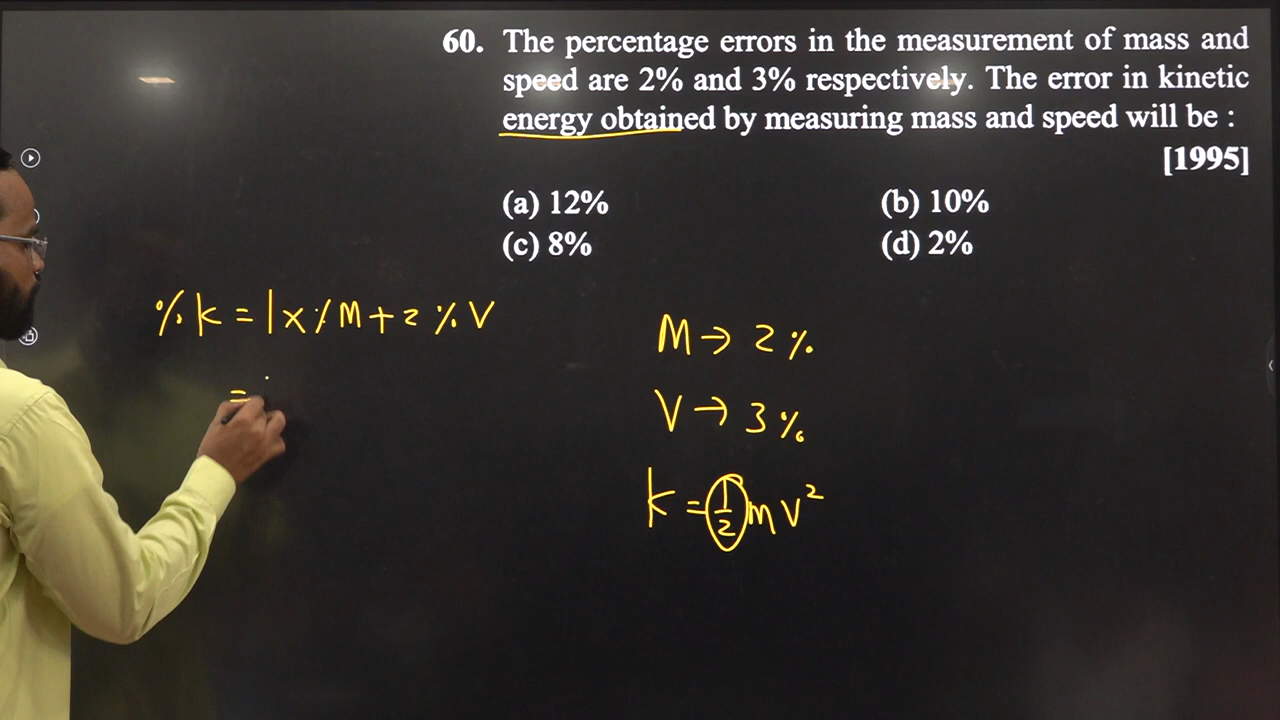 60. The percentage errors in the measurement of mass and
speed are 2% and 3% respectively. The error in kinetic
energy obtained by measuring mass and speed will be :
[1995]
(a) 12% (b) 10%
(c) 8% (d) 2%
% K = 1 x % M + 2 % V
=
M → 2 %
V → 3 %
K = 1/2 m v²